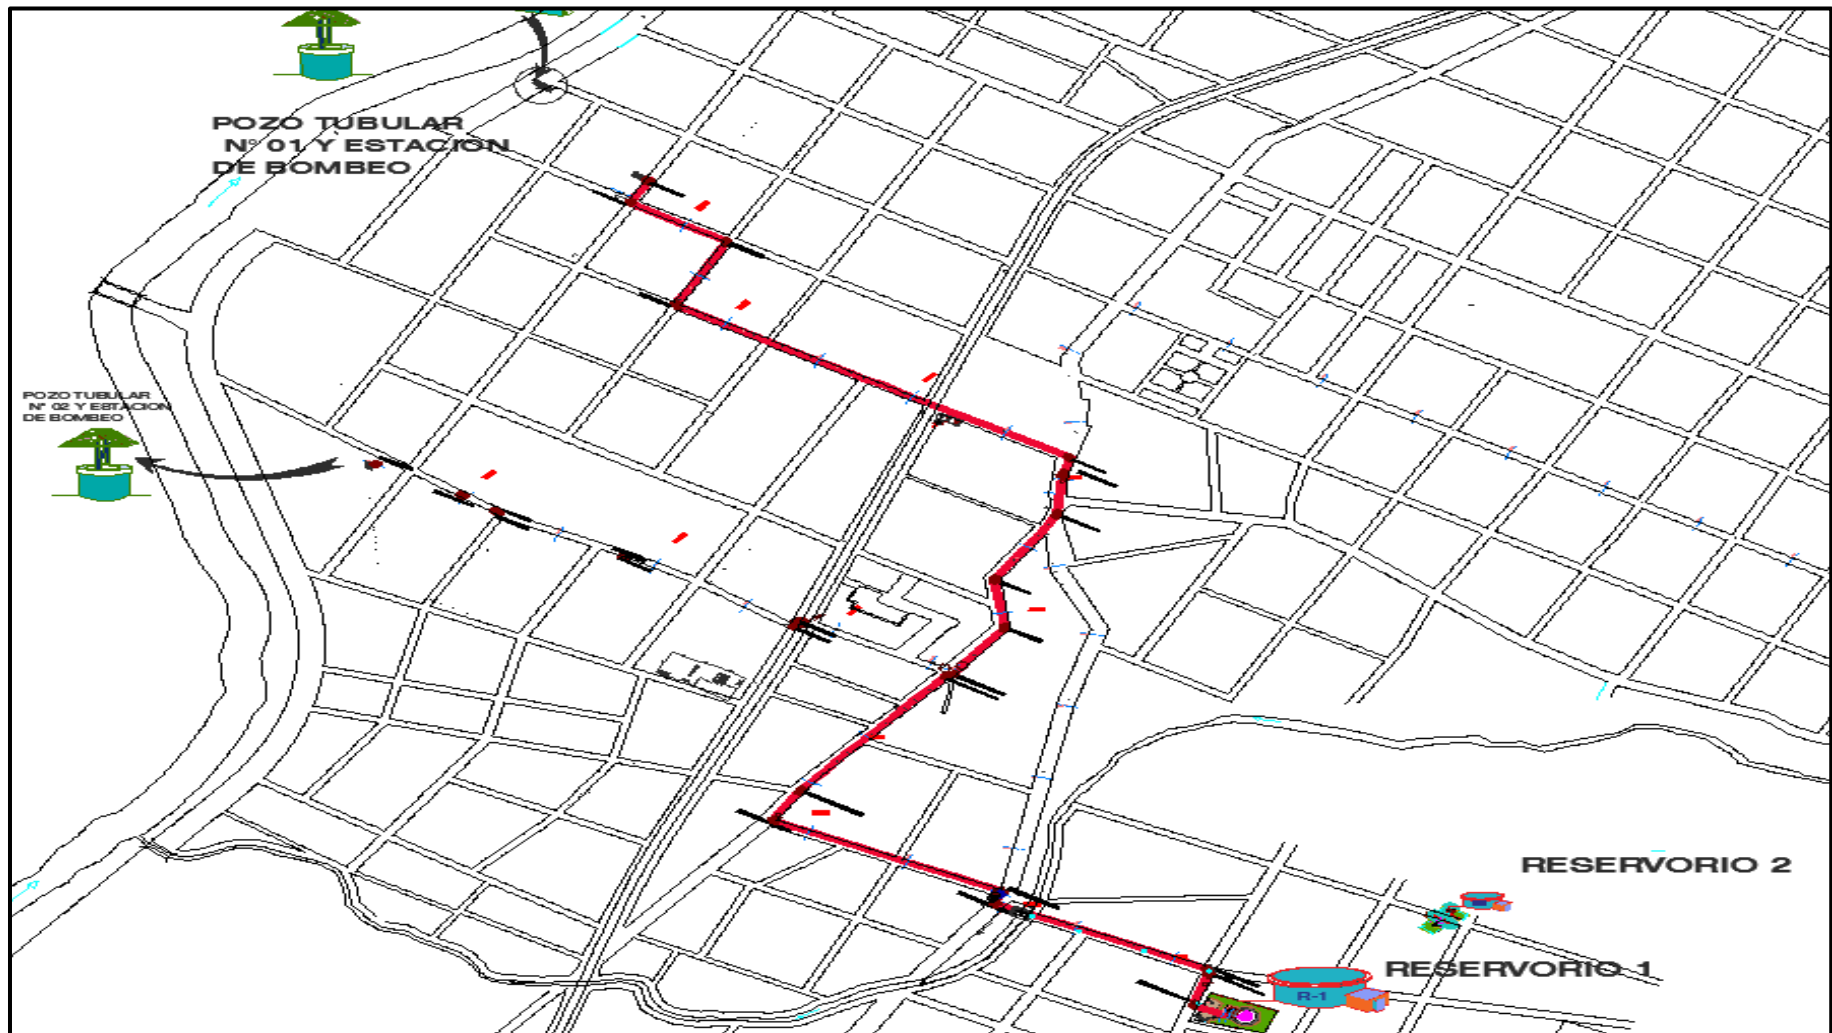 POZO TUBULAR
N° 01 Y ESTACION
DE BOMBEO
POZO TUBULAR
N° 02 Y ESTACION
DE BOMBEO
RESERVORIO 2
RESERVORIO 1
R-1